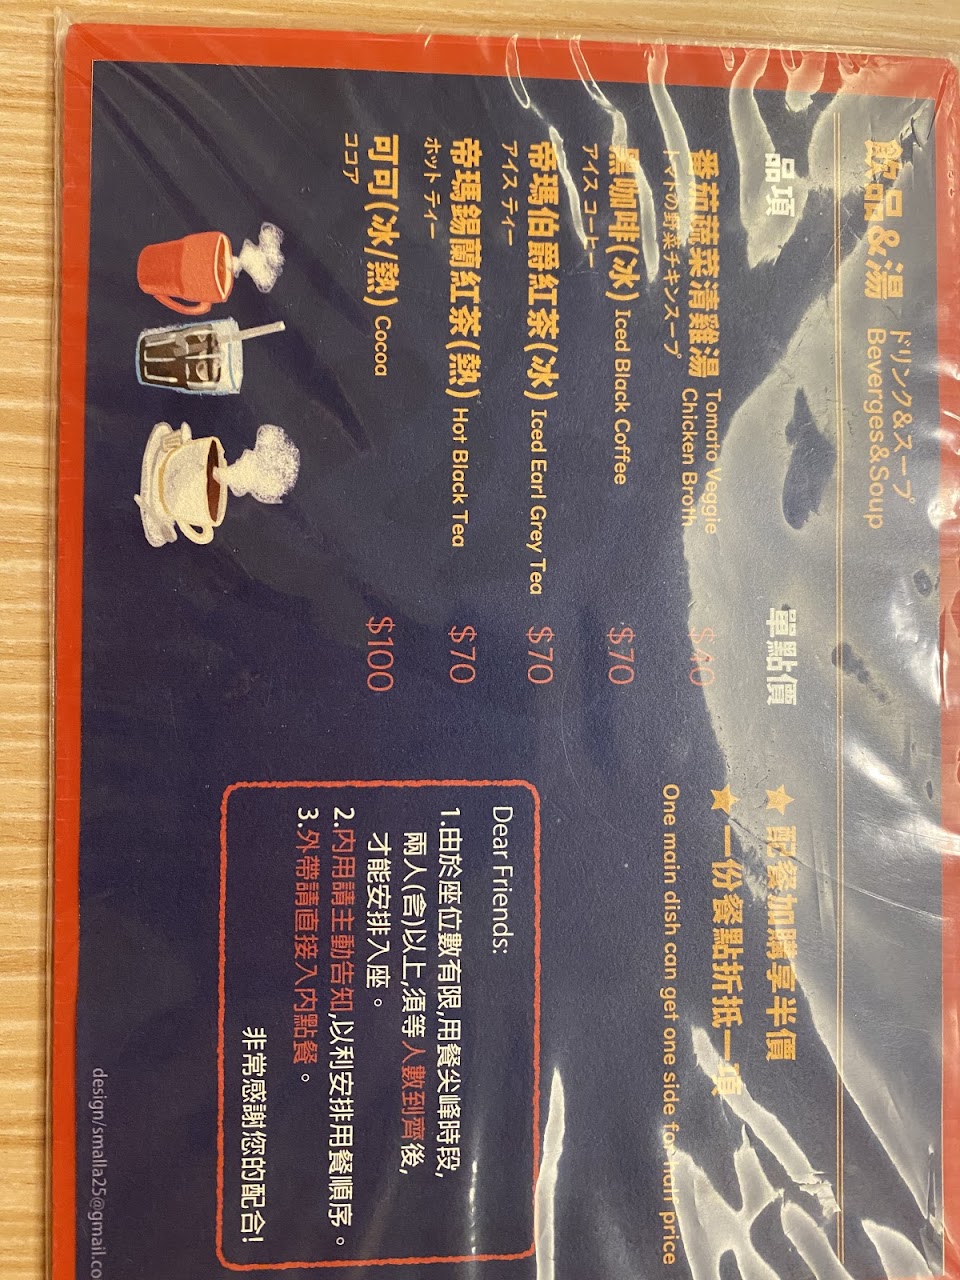 飲品&湯
ドリンク&スープ
Beverges&Soup
品項
單點價
番茄蔬菜清雞湯 Tomato Veggie
Chicken Broth
$40
トマトの野菜チキンスープ
黑咖啡(冰) Iced Black Coffee
$70
アイス コーヒー
帝瑪伯爵紅茶(冰) Iced Earl Grey Tea
$70
アイス ティー
帝瑪錫蘭紅茶(熱) Hot Black Tea
$70
ホット ティー
可可(冰/熱) Cocoa
$100
ココア
配餐加購享半價
一份餐點折抵一項
One main dish can get one side for half price
Dear Friends:
1.由於座位數有限,用餐尖峰時段,
兩人(含)以上,須等人數到齊後,
才能安排入座。
2.內用請主動告知,以利安排用餐順序。
3.外帶請直接入內點餐。
非常感謝您的配合!
design/smalla25@gmail.co